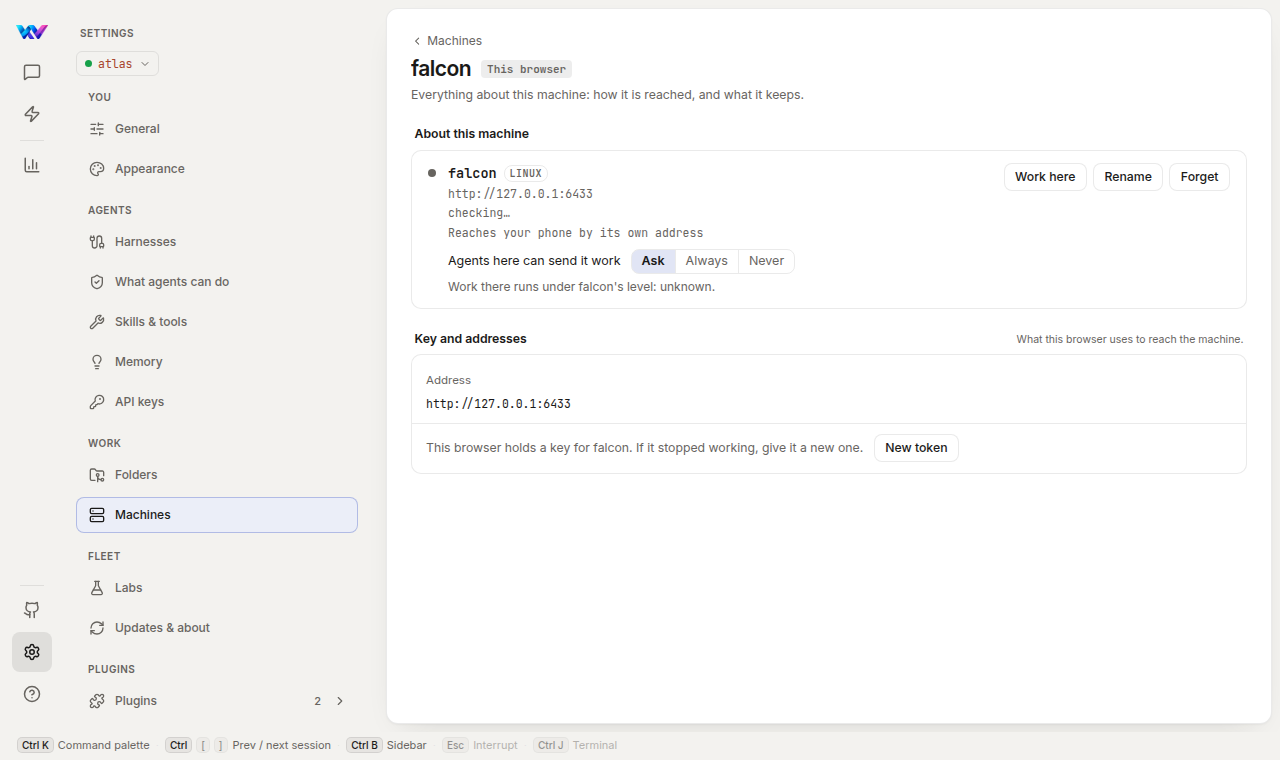 SETTINGS
atlas
YOU
General
Appearance
AGENTS
Harnesses
What agents can do
Skills & tools
Memory
API keys
WORK
Folders
Machines
FLEET
Labs
Updates & about
PLUGINS
Plugins 2
Machines
falcon This browser
Everything about this machine: how it is reached, and what it keeps.
About this machine
falcon LINUX
Work here Rename Forget
http://127.0.0.1:6433
checking…
Reaches your phone by its own address
Agents here can send it work Ask Always Never
Work there runs under falcon's level: unknown.
Key and addresses What this browser uses to reach the machine.
Address
http://127.0.0.1:6433
This browser holds a key for falcon. If it stopped working, give it a new one. New token
Ctrl K Command palette Ctrl [ ] Prev / next session Ctrl B Sidebar Esc Interrupt Ctrl J Terminal